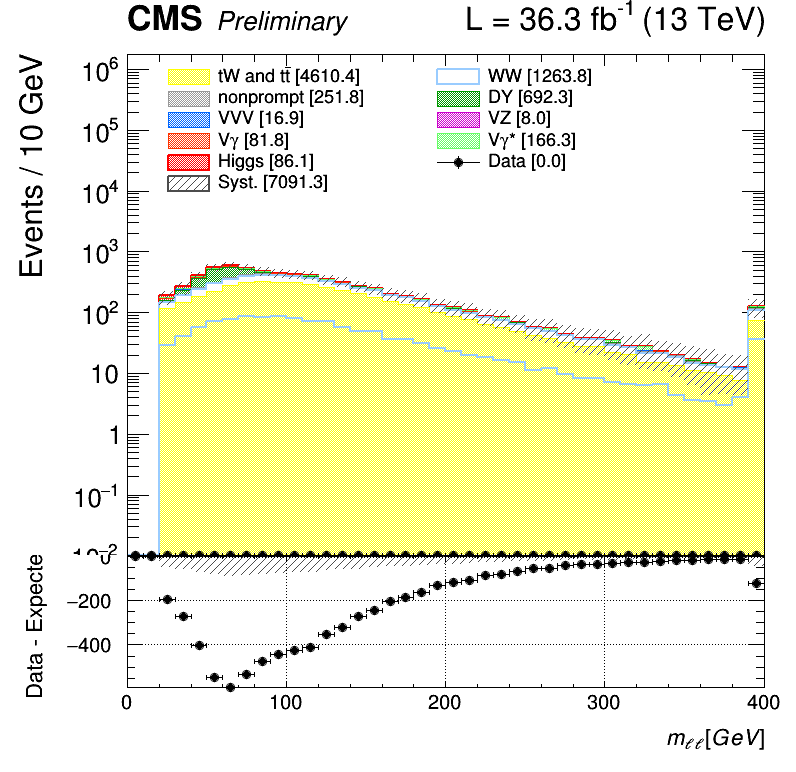 CMS Preliminary L = 36.3 fb-1 (13 TeV)
Events / 10 GeV
10^6
10^5
10^4
10^3
10^2
10
1
10^−1
tW and tt̄ [4610.4]
nonprompt [251.8]
VVV [16.9]
Vγ [81.8]
Higgs [86.1]
Syst. [7091.3]
WW [1263.8]
DY [692.3]
VZ [8.0]
Vγ* [166.3]
Data [0.0]
Data - Expecte
−200
−400
0 100 200 300 400
mℓℓ[GeV]